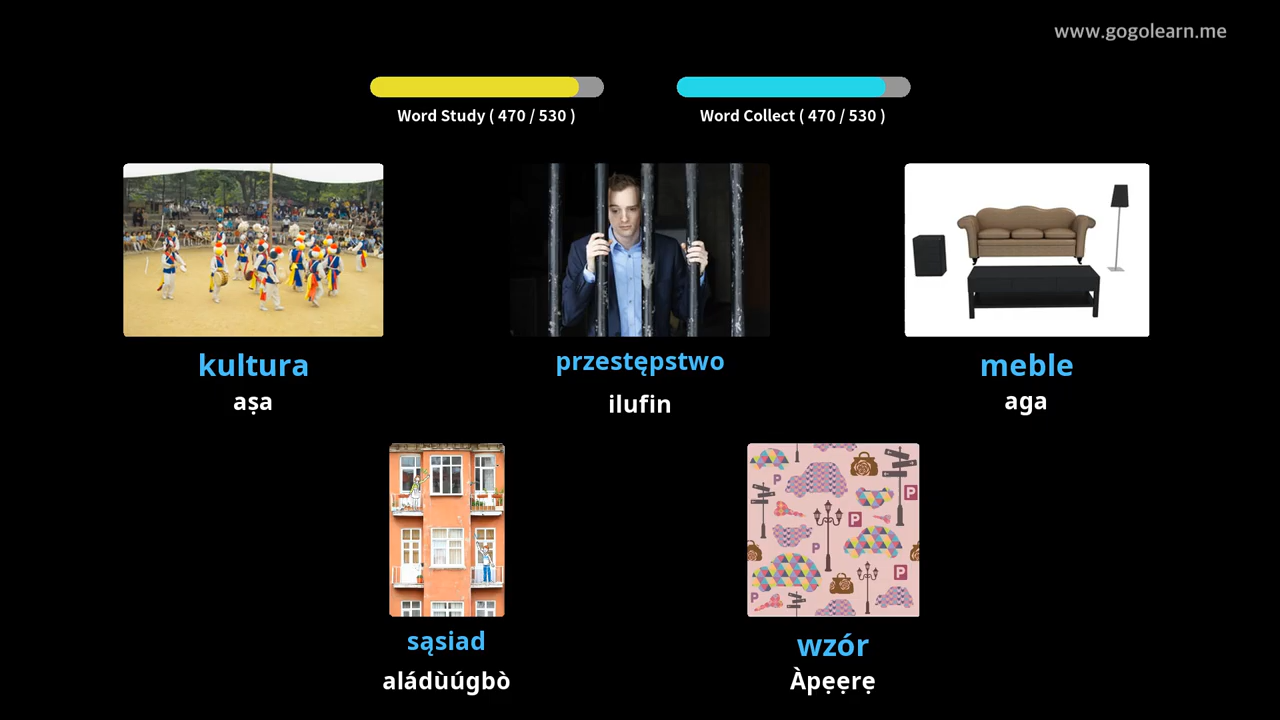 www.gogolearn.me
Word Study ( 470 / 530 )
Word Collect ( 470 / 530 )
kultura
aṣa
przestępstwo
ilufin
meble
aga
sąsiad
aládùúgbò
wzór
Àpẹẹrẹ
P
P
P
P
P
P